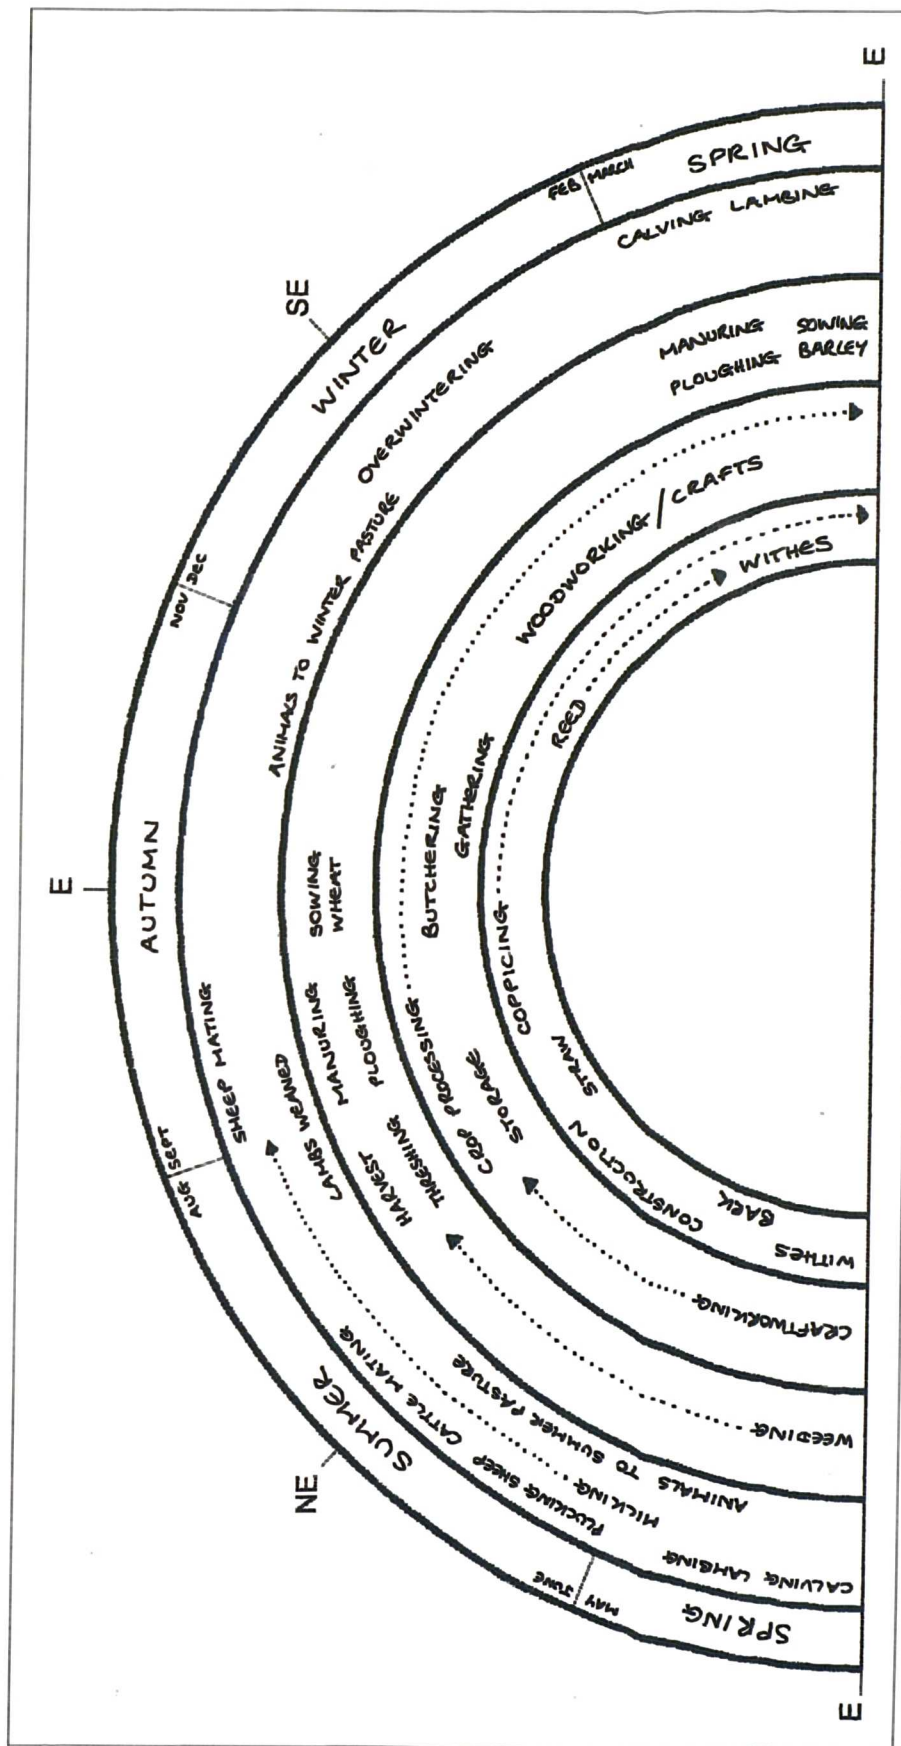 E
SPRING
MAY
JUNE
NE
SUMMER
AUG
SEPT
E
AUTUMN
NOV
DEC
SE
WINTER
FEB
MARCH
SPRING
E
CALVING LAMBING
MILKING
PLUCKING SHEEP
CATTLE MATING
SHEEP MATING
LAMBS WEANED
ANIMALS TO SUMMER PASTURE
ANIMALS TO WINTER PASTURE
OVERWINTERING
CALVING LAMBING
WEEDING
HARVEST
THRESHING
MANURING
PLOUGHING
SOWING
WHEAT
MANURING
PLOUGHING
SOWING
BARLEY
CRAFTWORKING
CROP PROCESSING
STORAGE
BUTCHERING
GATHERING
WOODWORKING / CRAFTS
WITHES
BARK
CONSTRUCTION
STRAW
COPPICING
REED
WITHES